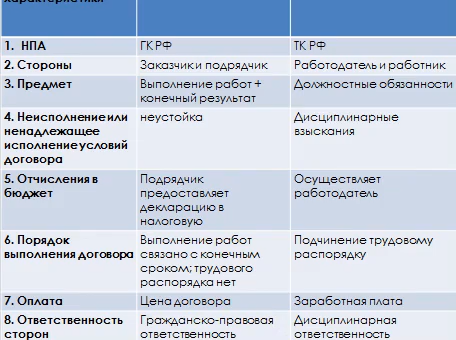 характеристики
1. НПА
ГК РФ
ТК РФ
2. Стороны
Заказчик и подрядчик
Работодатель и работник
3. Предмет
Выполнение работ +
конечный результат
Должностные обязанности
4. Неисполнение или
ненадлежащее
исполнение условий
договора
неустойка
Дисциплинарные
взыскания
5. Отчисления в
бюджет
Подрядчик
предоставляет
декларацию в
налоговую
Осуществляет
работодатель
6. Порядок
выполнения договора
Выполнение работ
связано с конечным
сроком; трудового
распорядка нет
Подчинение трудовому
распорядку
7. Оплата
Цена договора
Заработная плата
8. Ответственность
сторон
Гражданско-правовая
ответственность
Дисциплинарная
ответственность